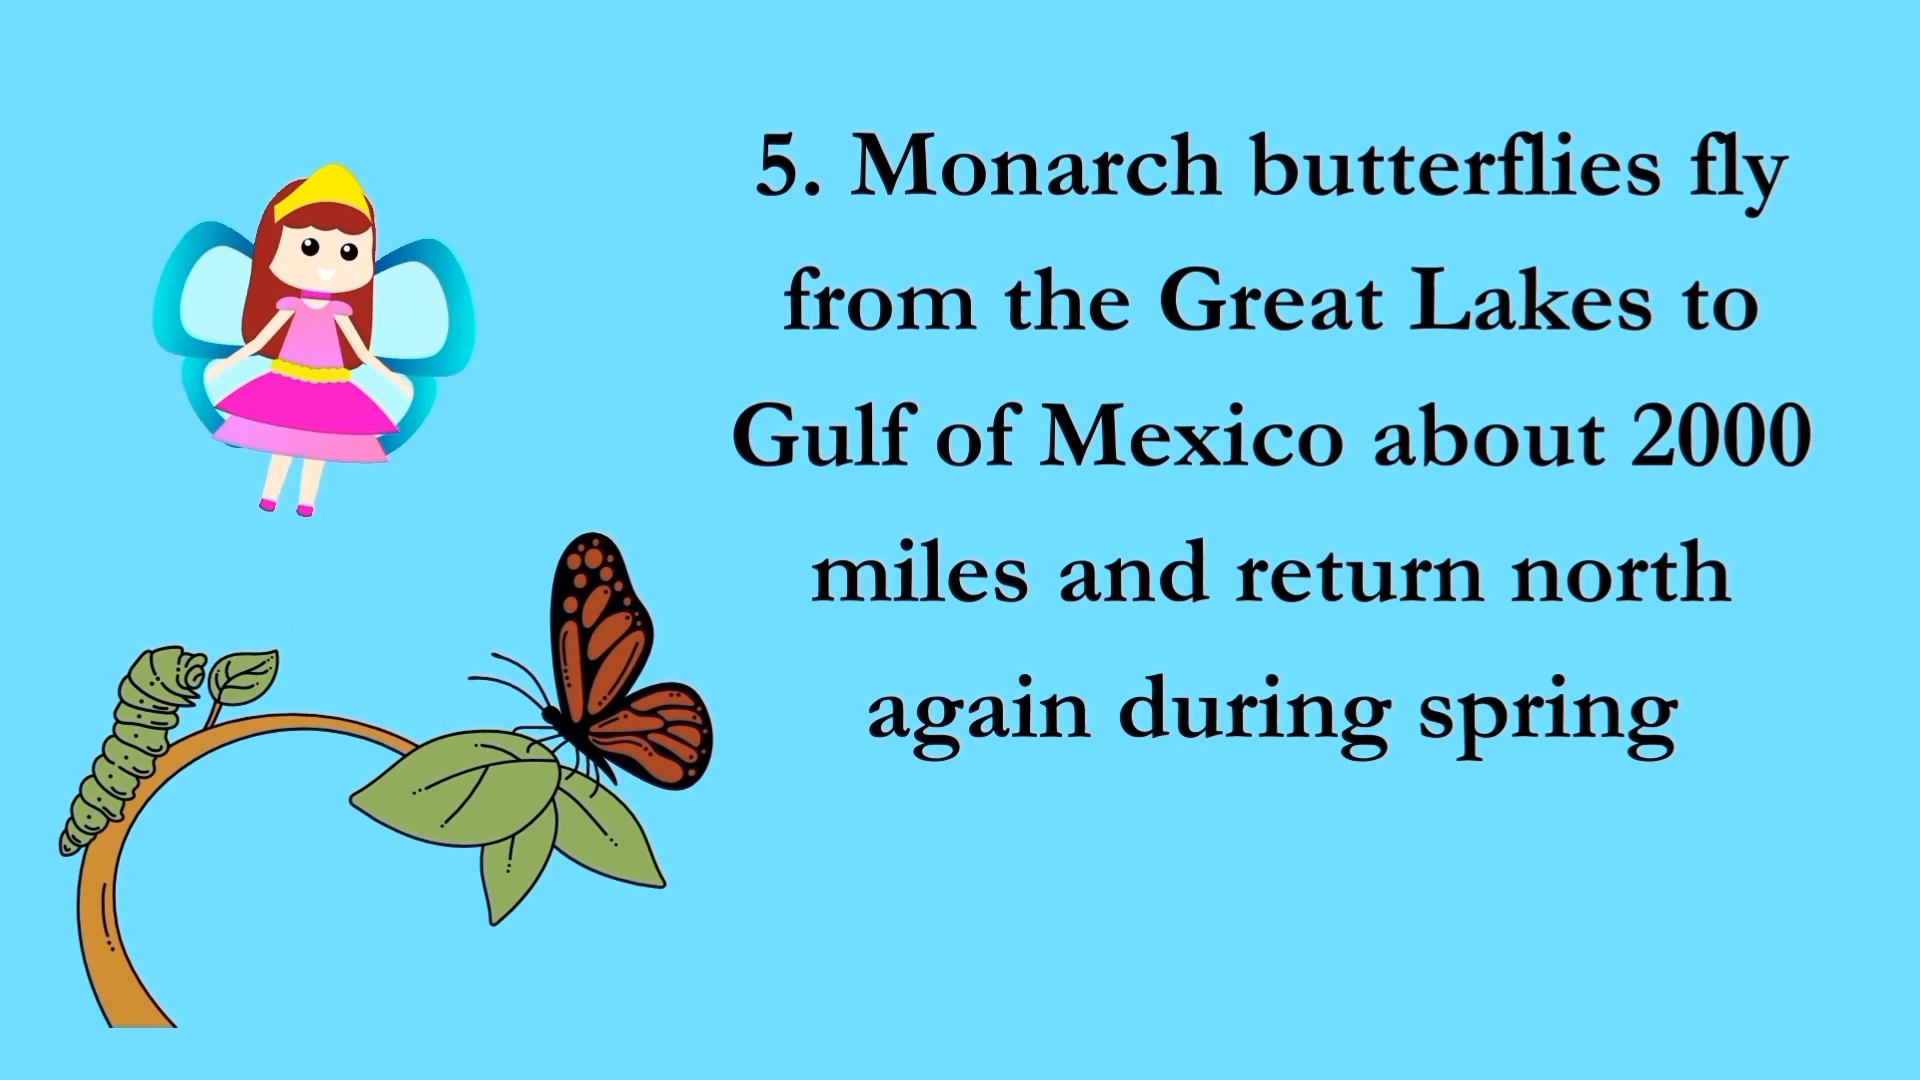 5. Monarch butterflies fly
from the Great Lakes to
Gulf of Mexico about 2000
miles and return north
again during spring